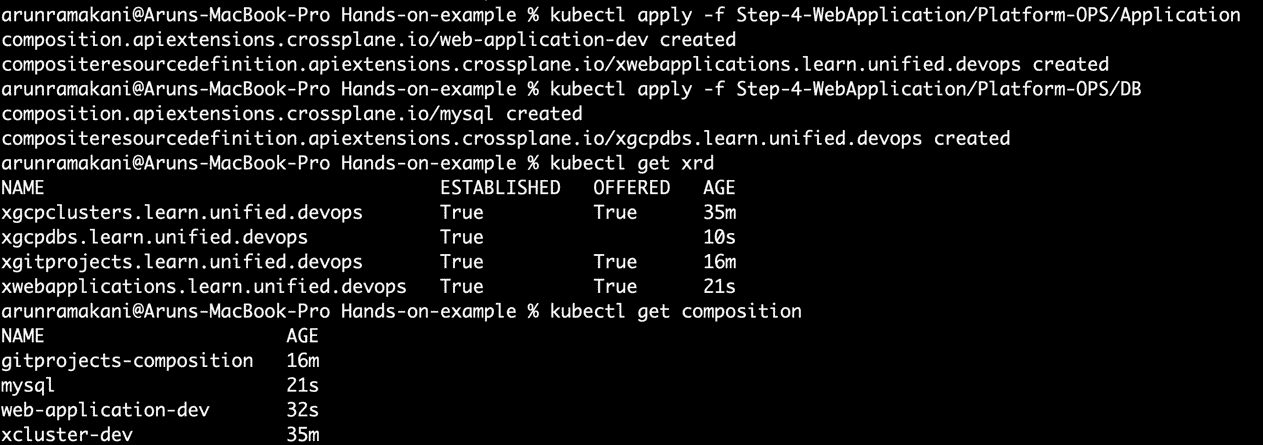 arunramakani@Aruns-MacBook-Pro Hands-on-example % kubectl apply -f Step-4-WebApplication/Platform-OPS/Application
composition.apiextensions.crossplane.io/web-application-dev created
compositeresourcedefinition.apiextensions.crossplane.io/xwebapplications.learn.unified.devops created
arunramakani@Aruns-MacBook-Pro Hands-on-example % kubectl apply -f Step-4-WebApplication/Platform-OPS/DB
composition.apiextensions.crossplane.io/mysql created
compositeresourcedefinition.apiextensions.crossplane.io/xgcpdbs.learn.unified.devops created
arunramakani@Aruns-MacBook-Pro Hands-on-example % kubectl get xrd
NAME ESTABLISHED OFFERED AGE
xgcpclusters.learn.unified.devops True True 35m
xgcpdbs.learn.unified.devops True 10s
xgitprojects.learn.unified.devops True True 16m
xwebapplications.learn.unified.devops True True 21s
arunramakani@Aruns-MacBook-Pro Hands-on-example % kubectl get composition
NAME AGE
gitprojects-composition 16m
mysql 21s
web-application-dev 32s
xcluster-dev 35m